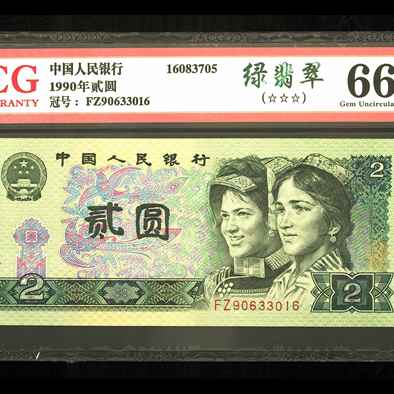 CG 中国人民银行 16083705 绿翡翠 66
RRANTY 1990年贰圆 (☆☆☆) Gem Uncircula
冠号： FZ90633016
中国人民银行
贰圆
2
FZ90633016
2 2